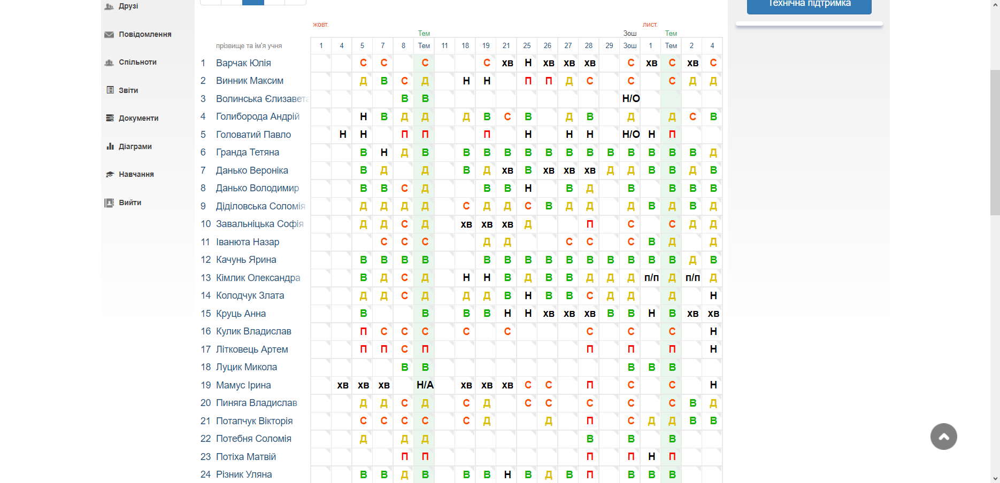 Друзі
Повідомлення
Спільноти
Звіти
Документи
Діаграми
Навчання
Вийти
Технічна підтримка
жовт. лист.
Тем Зош Тем
прізвище та ім'я учня 1 4 5 7 8 Тем 11 18 19 21 25 26 27 28 29 Зош 1 Тем 2 4
1 Варчак Юлія С С С С хв Н хв хв хв С хв С хв С
2 Винник Максим Д В С Д Н Н П П Д С С С Д Д
3 Волинська Єлизавета В В Н/О
4 Голиборода Андрій Н В Д Д Д В С В Д В Д Д С В
5 Головатий Павло Н Н П П П Н Н Н Н/О Н П
6 Гранда Тетяна В Н Д В В В В В В В В В В В В В Д
7 Данько Вероніка В Д Д В Д хв В хв хв хв Д Д В В Д В
8 Данько Володимир В В С Д В В Н В Д В В В В
9 Діділовська Соломія Д Д Д Д С Д Д С В Д Д Д В Д В Д
10 Завальніцька Софія Д Д С Д хв хв хв Д П С С Д Д
11 Іванюта Назар С С С Д Д С С С В Д Д
12 Качунь Ярина В В В В В В В В В В В В В В Д В
13 Кімлик Олександра В Д С Д Н Н В Д В В Д Д Д п/п Д п/п Д
14 Колодчук Злата Д Д С Д Д Д В Н В В С Д Д Д Н
15 Круць Анна В В В В Н Н хв хв хв В В Н В хв хв
16 Кулик Владислав П С С С С С С С С Н
17 Літковець Артем П П С П П П П Н
18 Луцик Микола В В В В В
19 Мамус Ірина хв хв хв Н/А хв хв хв С С П С С Н
20 Пиняга Владислав Д Д С Д С Д С С С С С В Д
21 Потапчук Вікторія С С С С С Д Д П С Д Д В В
22 Потебня Соломія Д Д Д В В В
23 Потіха Матвій П П П П Н П
24 Різник Уляна В В Д В В В Н В Д В П В В В